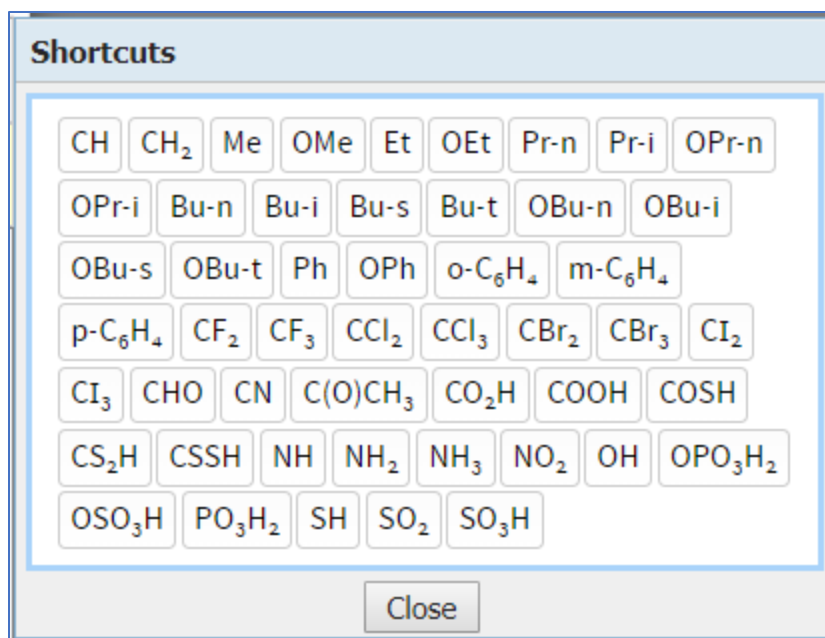 Shortcuts
CH CH₂ Me OMe Et OEt Pr-n Pr-i OPr-n
OPr-i Bu-n Bu-i Bu-s Bu-t OBu-n OBu-i
OBu-s OBu-t Ph OPh o-C₆H₄ m-C₆H₄
p-C₆H₄ CF₂ CF₃ CCl₂ CCl₃ CBr₂ CBr₃ CI₂
CI₃ CHO CN C(O)CH₃ CO₂H COOH COSH
CS₂H CSSH NH NH₂ NH₃ NO₂ OH OPO₃H₂
OSO₃H PO₃H₂ SH SO₂ SO₃H
Close